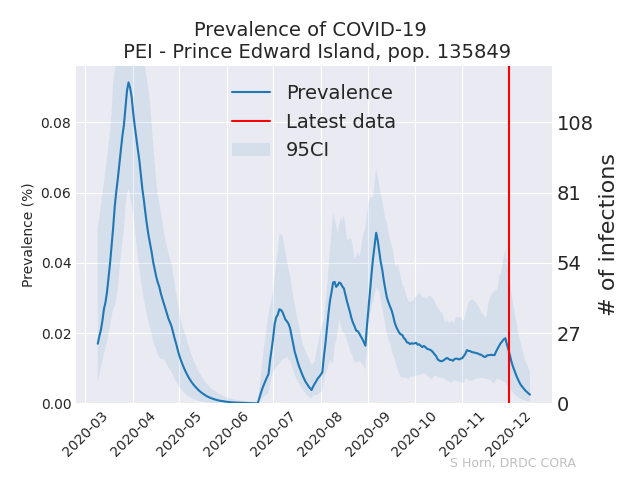 Prevalence of COVID-19
PEI - Prince Edward Island, pop. 135849
Prevalence
Latest data
95CI
Prevalence (%)
0.08
0.06
0.04
0.02
0.00
108
81
54
27
0
# of infections
2020-03
2020-04
2020-05
2020-06
2020-07
2020-08
2020-09
2020-10
2020-11
2020-12
S Horn, DRDC CORA